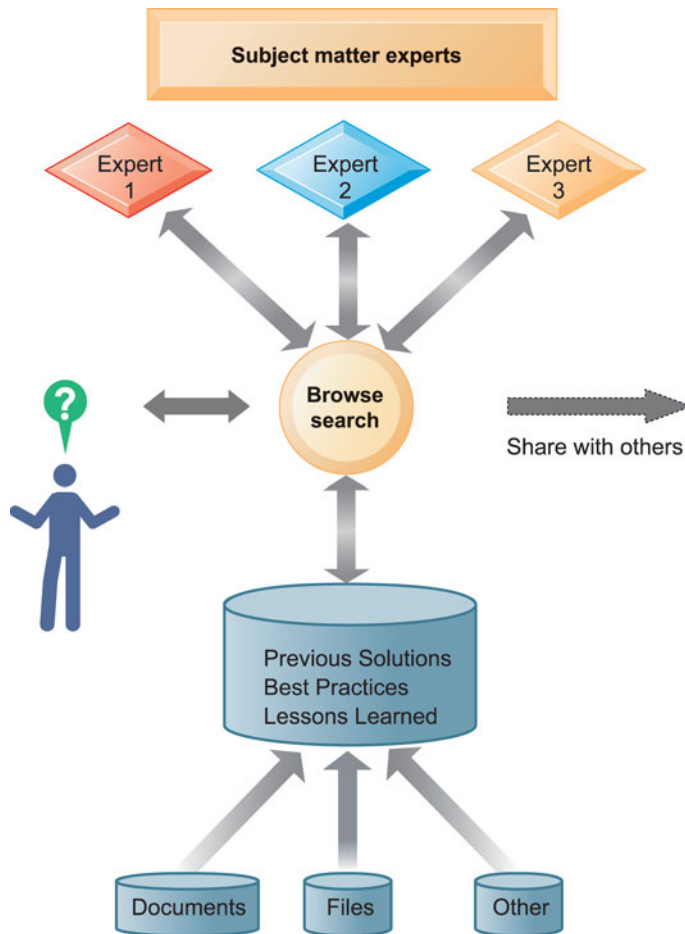 Subject matter experts
Expert
1
Expert
2
Expert
3
?
Browse
search
Share with others
Previous Solutions
Best Practices
Lessons Learned
Documents
Files
Other